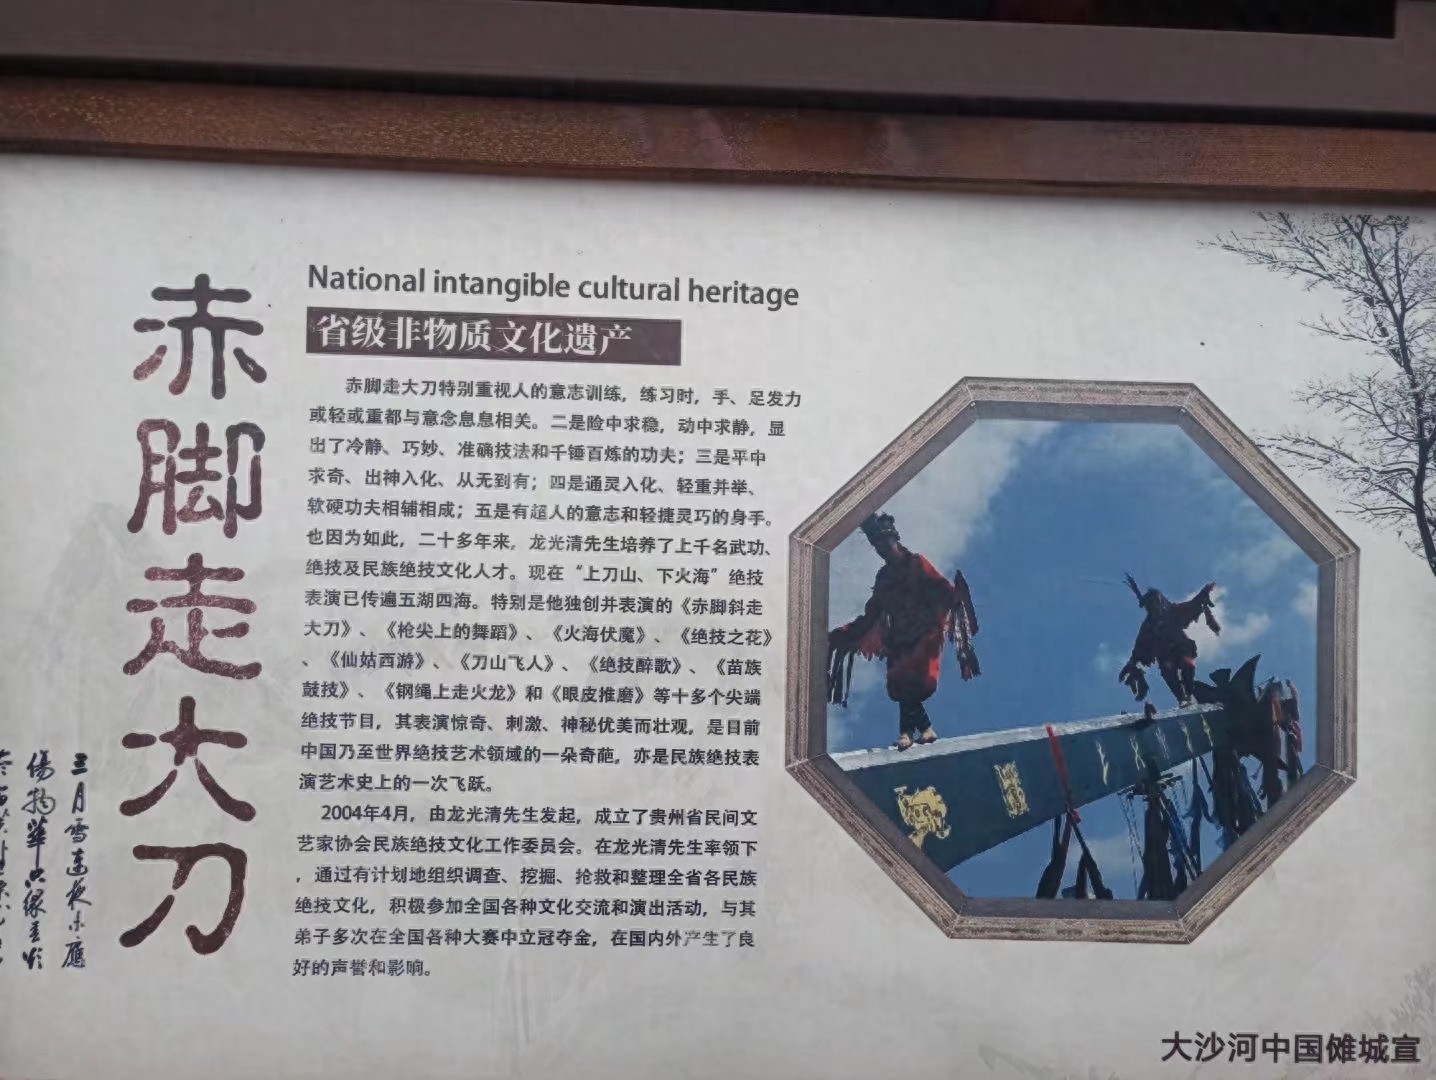 赤脚走大刀
National intangible cultural heritage
省级非物质文化遗产
赤脚走大刀特别重视人的意志训练，练习时，手、足发力
或轻或重都与意念息息相关。二是险中求稳，动中求静，显
出了冷静、巧妙、准确技法和千锤百炼的功夫；三是平中
求奇、出神入化、从无到有；四是通灵入化、轻重并举、
软硬功夫相辅相成；五是有超人的意志和轻捷灵巧的身手。
也因为如此，二十多年来，龙光清先生培养了上千名武功、
绝技及民族绝技文化人才。现在“上刀山、下火海”绝技
表演已传遍五湖四海。特别是他独创并表演的《赤脚斜走
大刀》、《枪尖上的舞蹈》、《火海伏魔》、《绝技之花》
、《仙姑西游》、《刀山飞人》、《绝技醉歌》、《苗族
鼓技》、《钢绳上走火龙》和《眼皮推磨》等十多个尖端
绝技节目，其表演惊奇、刺激、神秘优美而壮观，是目前
中国乃至世界绝技艺术领域的一朵奇葩，亦是民族绝技表
演艺术史上的一次飞跃。
2004年4月，由龙光清先生发起，成立了贵州省民间文
艺家协会民族绝技文化工作委员会。在龙光清先生率领下
，通过有计划地组织调查、挖掘、抢救和整理全省各民族
绝技文化，积极参加全国各种文化交流和演出活动，与其
弟子多次在全国各种大赛中立冠夺金，在国内外产生了良
好的声誉和影响。
三月雪连夜未应
伤物华只缘春欲
大沙河中国傩城宣